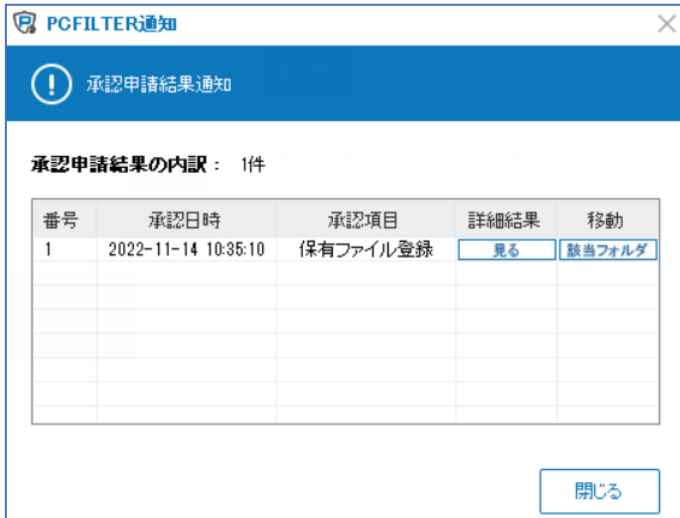 PCFILTER通知
承認申請結果通知
承認申請結果の内訳： 1件
番号 承認日時 承認項目 詳細結果 移動
1 2022-11-14 10:35:10 保有ファイル登録 見る 該当フォルダ
閉じる